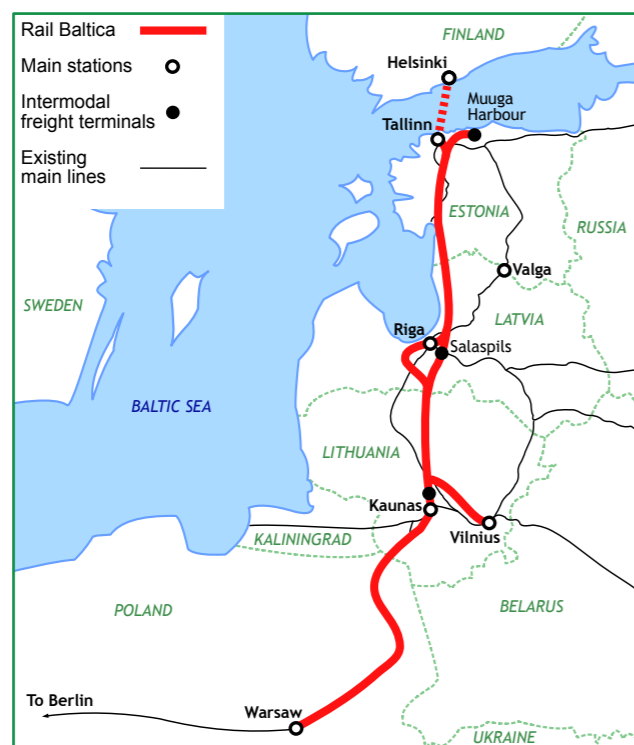 Rail Baltica
Main stations
Intermodal
freight terminals
Existing
main lines
FINLAND
Helsinki
Muuga
Harbour
Tallinn
ESTONIA
RUSSIA
Valga
SWEDEN
LATVIA
Riga
Salaspils
BALTIC SEA
LITHUANIA
Kaunas
Vilnius
KALININGRAD
POLAND
BELARUS
To Berlin
Warsaw
UKRAINE